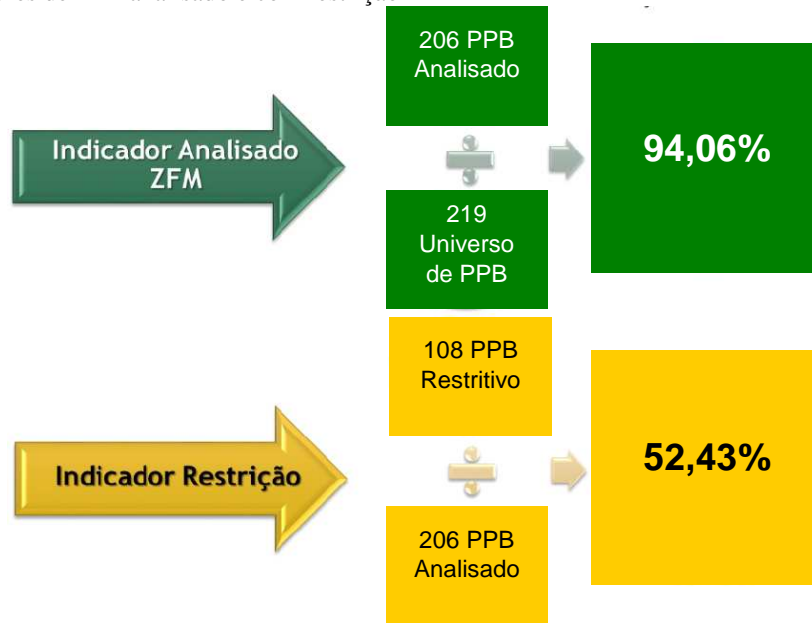 Indicador Analisado
ZFM
206 PPB
Analisado
219
Universo
de PPB
94,06%
Indicador Restrição
108 PPB
Restritivo
206 PPB
Analisado
52,43%